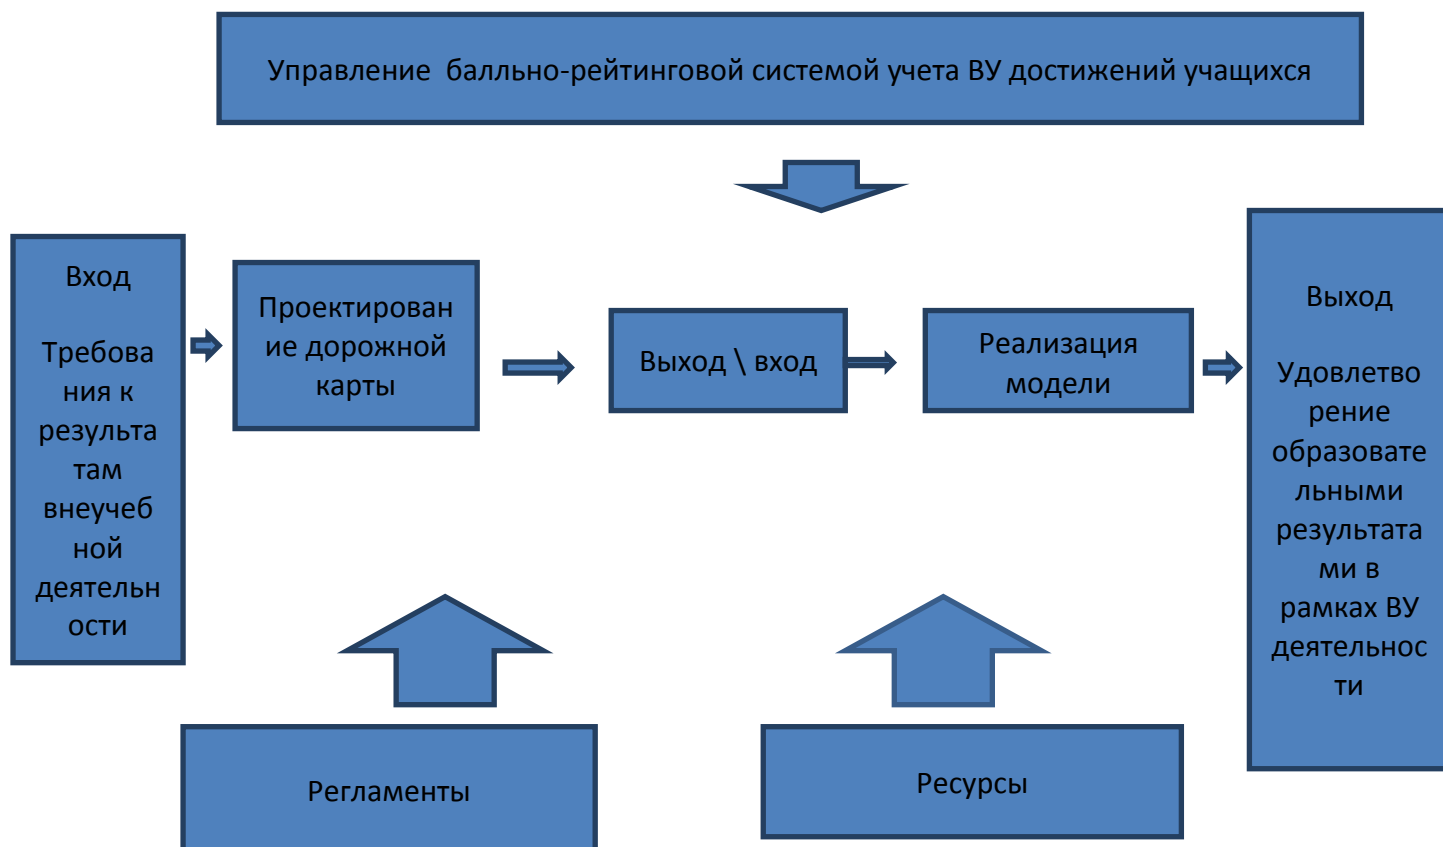 Управление  балльно-рейтинговой системой учета ВУ достижений учащихся
Вход
Требова
ния к
результа
там
внеучеб
ной
деятельн
ости
Проектирован
ие дорожной
карты
Выход \ вход
Реализация
модели
Выход
Удовлетво
рение
образовате
льными
результата
ми в
рамках ВУ
деятельнос
ти
Регламенты
Ресурсы